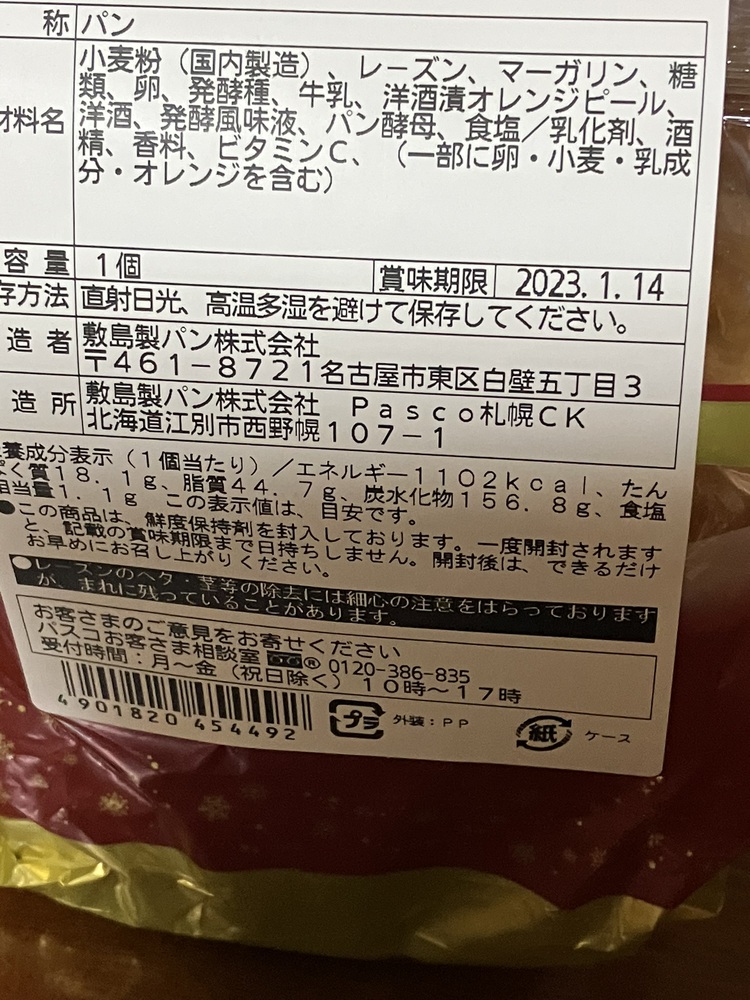 称 パン
材料名 小麦粉（国内製造）、レーズン、マーガリン、糖
類、卵、発酵種、牛乳、洋酒漬オレンジピール、
洋酒、発酵風味液、パン酵母、食塩／乳化剤、酒
精、香料、ビタミンC、（一部に卵・小麦・乳成
分・オレンジを含む）
容量 1個 賞味期限 2023.1.14
存方法 直射日光、高温多湿を避けて保存してください。
造者 敷島製パン株式会社
〒461－8721名古屋市東区白壁五丁目3
造所 敷島製パン株式会社 Pasco札幌CK
北海道江別市西野幌107－1
養成分表示（1個当たり）／エネルギー1102kcal、たん
ぱく質18.1g、脂質44.7g、炭水化物156.8g、食塩
相当量1.1g この表示値は、目安です。
●この商品は、鮮度保持剤を封入しております。一度開封されます
と、記載の賞味期限まで日持ちしません。開封後は、できるだけ
お早めにお召し上がりください。
●レーズンのヘタ・茎等の除去には細心の注意をはらっております
が、まれに残っていることがあります。
お客さまのご意見をお寄せください
パスコお客さま相談室 ® 0120-386-835
受付時間：月～金（祝日除く）10時～17時
4 901820 454492
プラ 外装：PP 紙 ケース